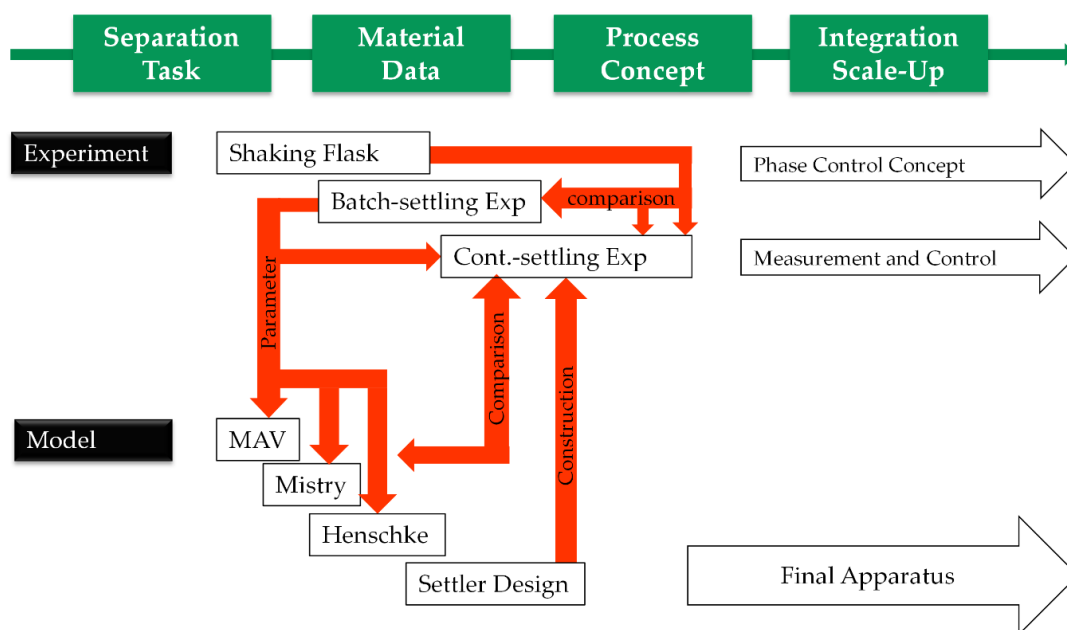 Separation
Task
Material
Data
Process
Concept
Integration
Scale-Up
Experiment
Shaking Flask
Phase Control Concept
Batch-settling Exp
comparison
Cont.-settling Exp
Measurement and Control
Parameter
Comparison
Construction
Model
MAV
Mistry
Henschke
Settler Design
Final Apparatus